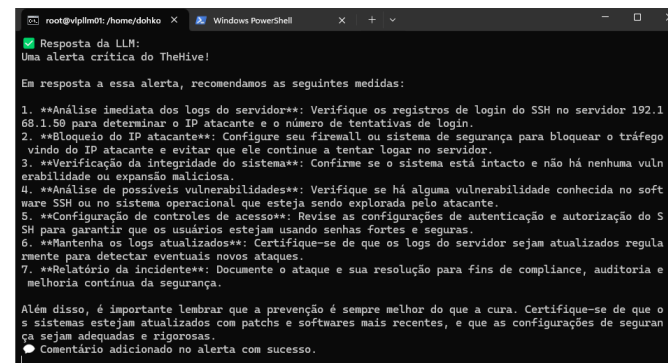 root@vlpllm01: /home/dohko
Windows PowerShell
✅ Resposta da LLM:
Uma alerta crítica do TheHive!
Em resposta a essa alerta, recomendamos as seguintes medidas:
1. **Análise imediata dos logs do servidor**: Verifique os registros de login do SSH no servidor 192.1
68.1.50 para determinar o IP atacante e o número de tentativas de login.
2. **Bloqueio do IP atacante**: Configure seu firewall ou sistema de segurança para bloquear o tráfego
vindo do IP atacante e evitar que ele continue a tentar logar no servidor.
3. **Verificação da integridade do sistema**: Confirme se o sistema está intacto e não há nenhuma vuln
erabilidade ou expansão maliciosa.
4. **Análise de possíveis vulnerabilidades**: Verifique se há alguma vulnerabilidade conhecida no soft
ware SSH ou no sistema operacional que esteja sendo explorada pelo atacante.
5. **Configuração de controles de acesso**: Revise as configurações de autenticação e autorização do S
SH para garantir que os usuários estejam usando senhas fortes e seguras.
6. **Mantenha os logs atualizados**: Certifique-se de que os logs do servidor sejam atualizados regula
rmente para detectar eventuais novos ataques.
7. **Relatório da incidente**: Documente o ataque e sua resolução para fins de compliance, auditoria e
melhoria contínua da segurança.
Além disso, é importante lembrar que a prevenção é sempre melhor do que a cura. Certifique-se de que o
s sistemas estejam atualizados com patchs e softwares mais recentes, e que as configurações de seguran
ça sejam adequadas e rigorosas.
💬 Comentário adicionado no alerta com sucesso.